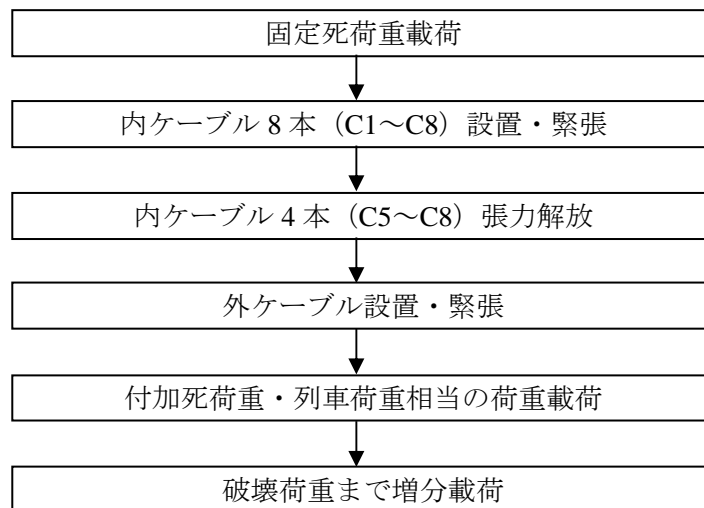 固定死荷重載荷
内ケーブル 8 本（C1～C8）設置・緊張
内ケーブル 4 本（C5～C8）張力解放
外ケーブル設置・緊張
付加死荷重・列車荷重相当の荷重載荷
破壊荷重まで増分載荷